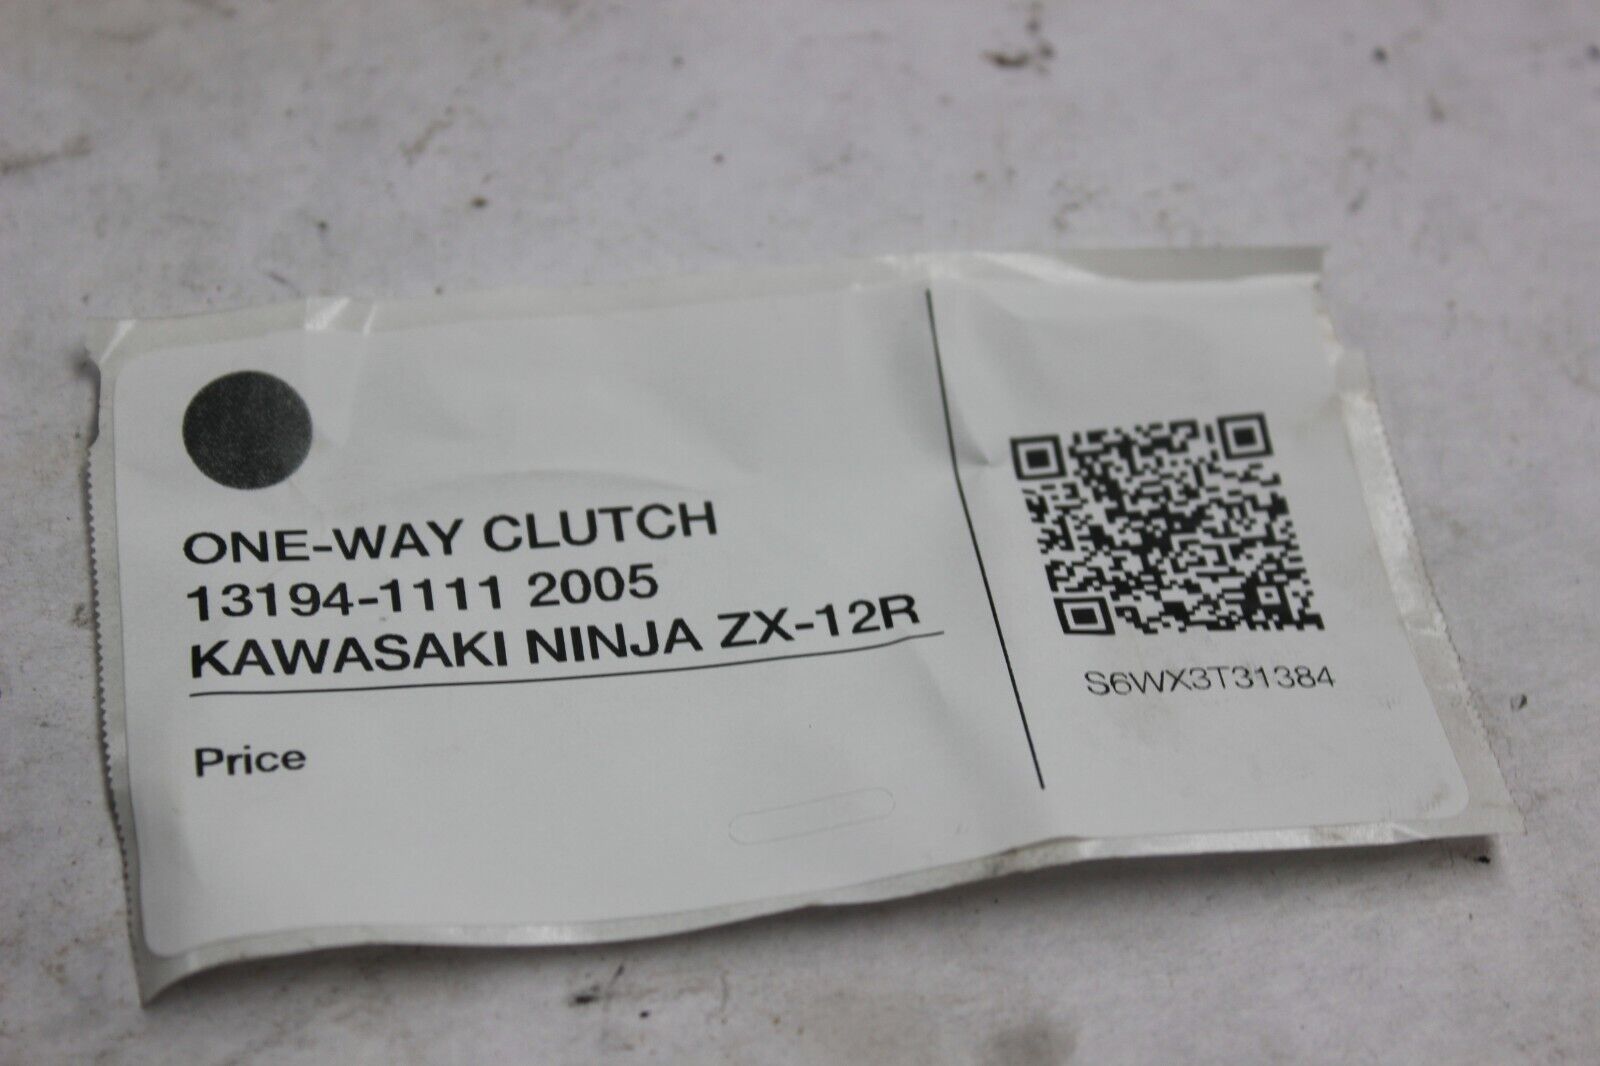 ONE-WAY CLUTCH
13194-1111 2005
KAWASAKI NINJA ZX-12R
Price
S6WX3T31384